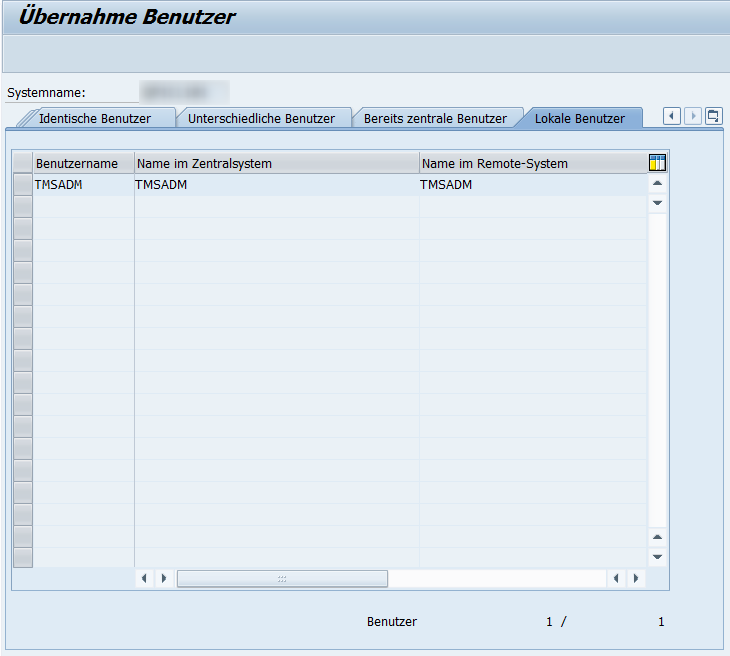 Übernahme Benutzer
Systemname:
Identische Benutzer Unterschiedliche Benutzer Bereits zentrale Benutzer Lokale Benutzer
Benutzername Name im Zentralsystem Name im Remote-System
TMSADM TMSADM TMSADM
Benutzer 1 / 1